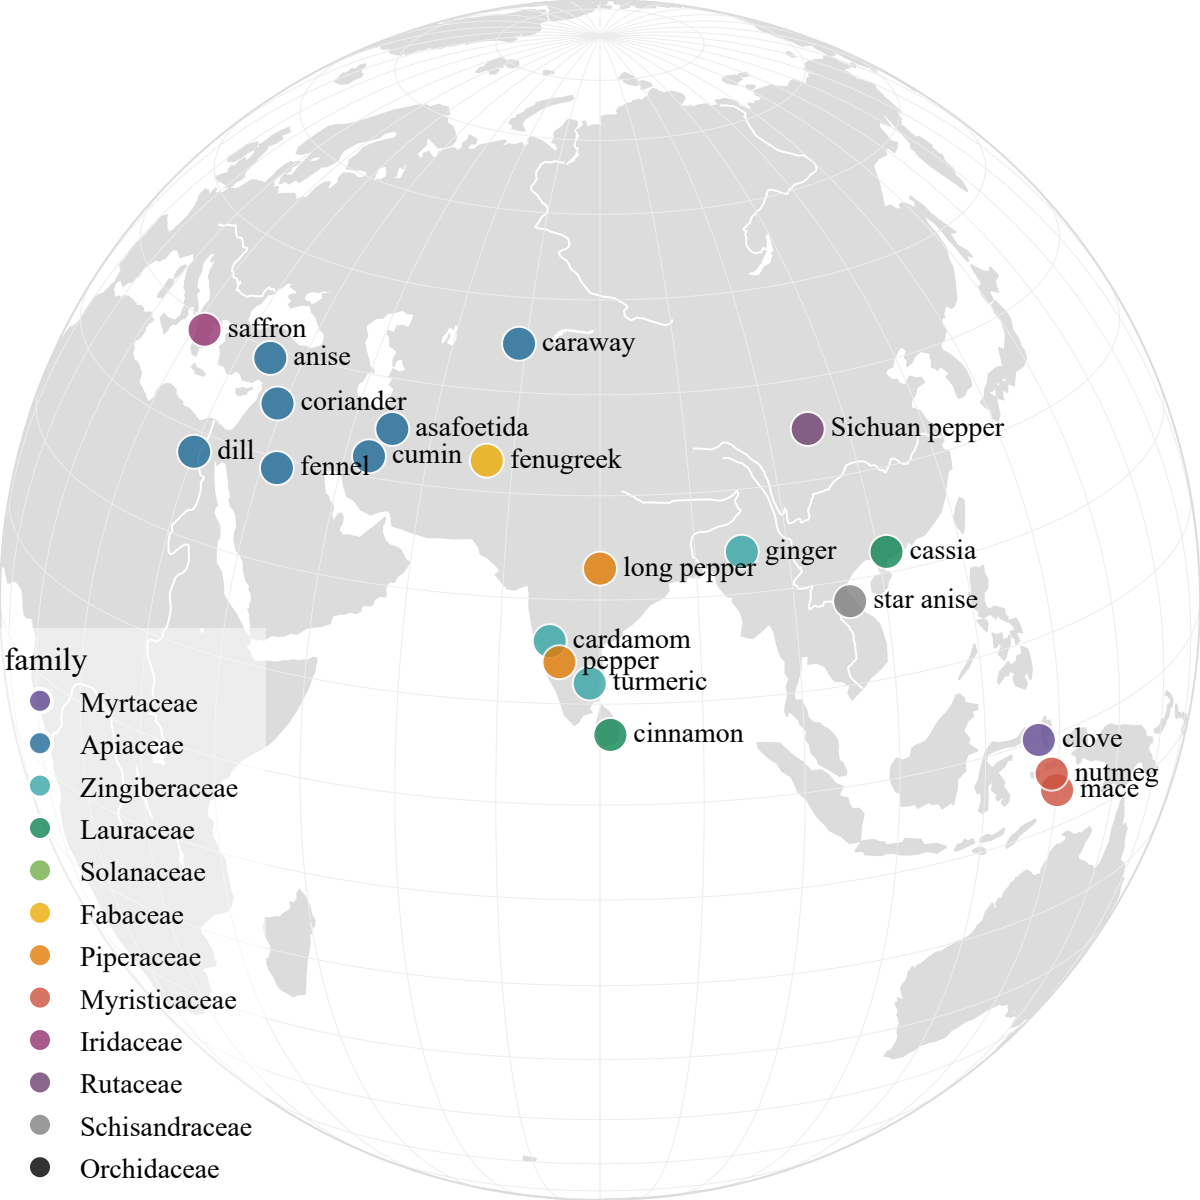 saffron
caraway
anise
coriander
asafoetida
Sichuan pepper
dill
cumin
fenugreek
fennel
ginger
cassia
long pepper
star anise
cardamom
pepper
turmeric
cinnamon
clove
nutmeg
mace
family
Myrtaceae
Apiaceae
Zingiberaceae
Lauraceae
Solanaceae
Fabaceae
Piperaceae
Myristicaceae
Iridaceae
Rutaceae
Schisandraceae
Orchidaceae